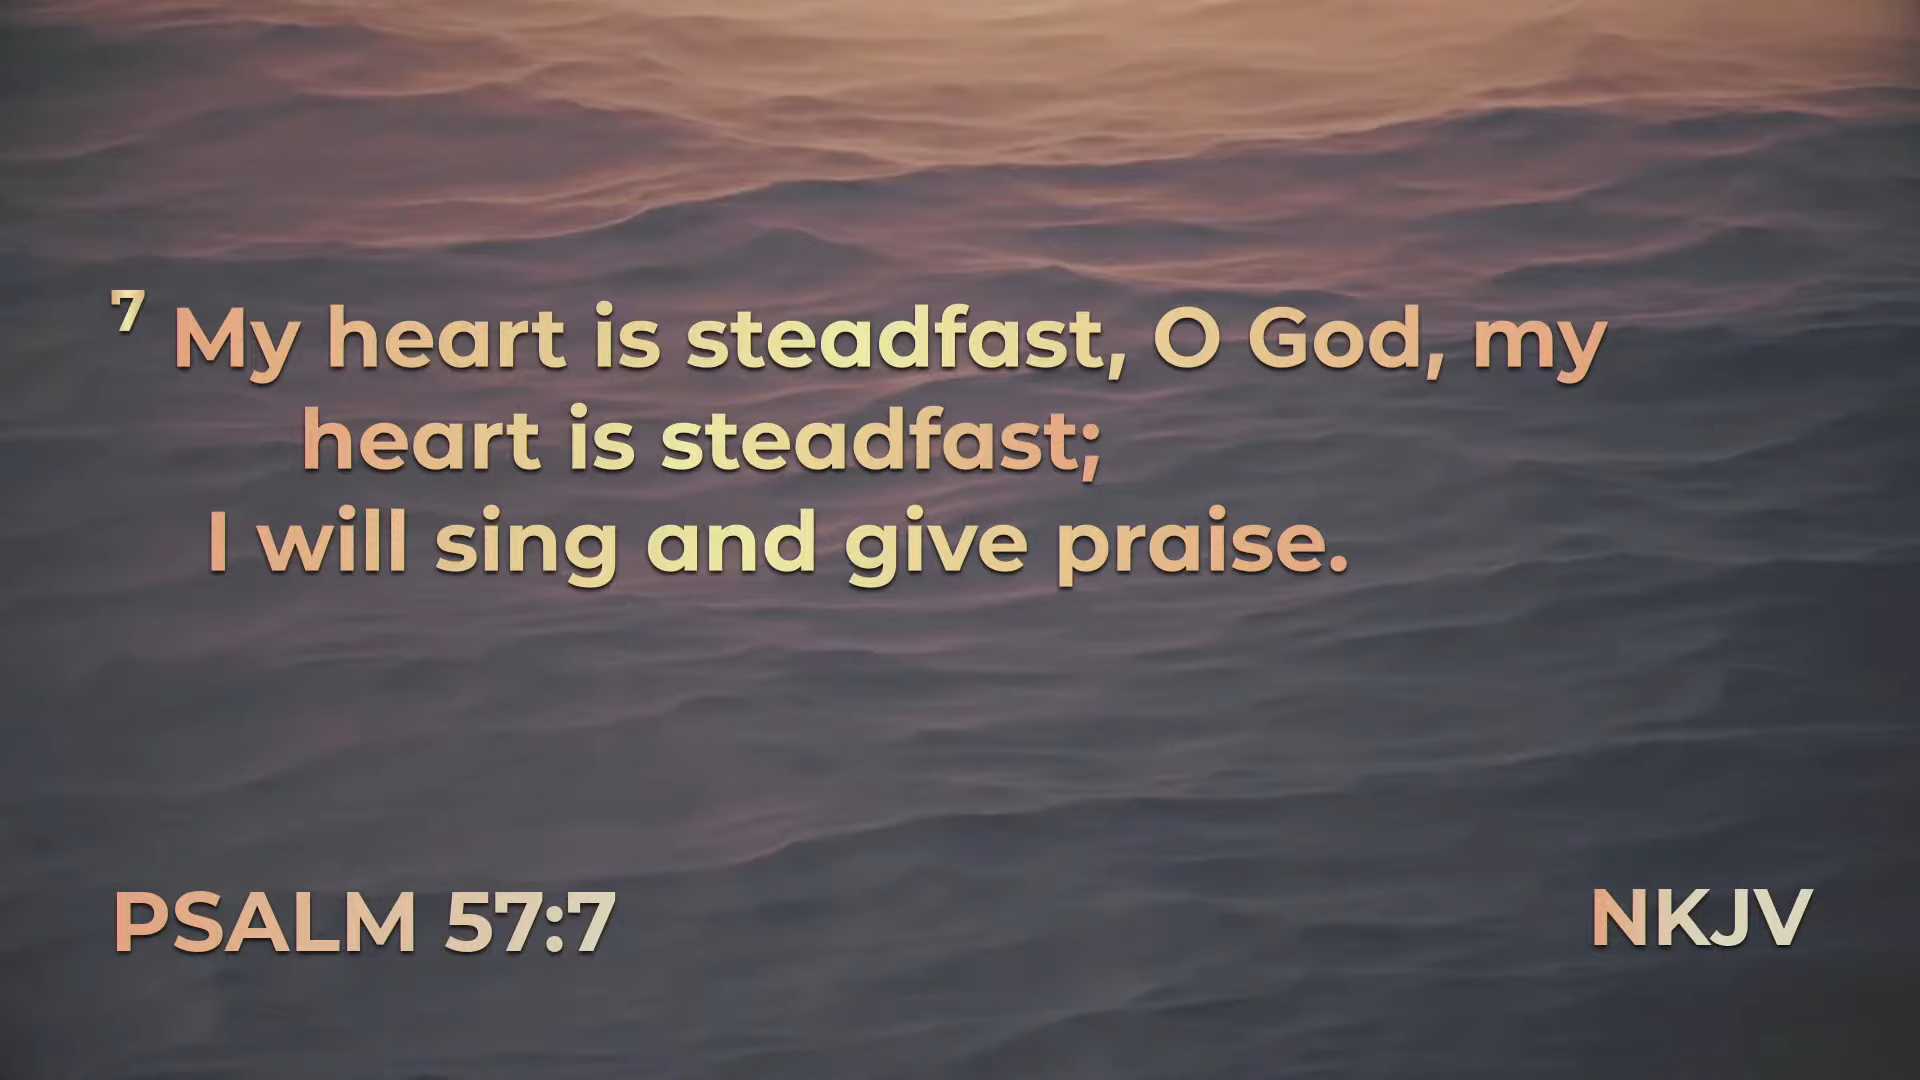 7 My heart is steadfast, O God, my
heart is steadfast;
I will sing and give praise.
PSALM 57:7
NKJV